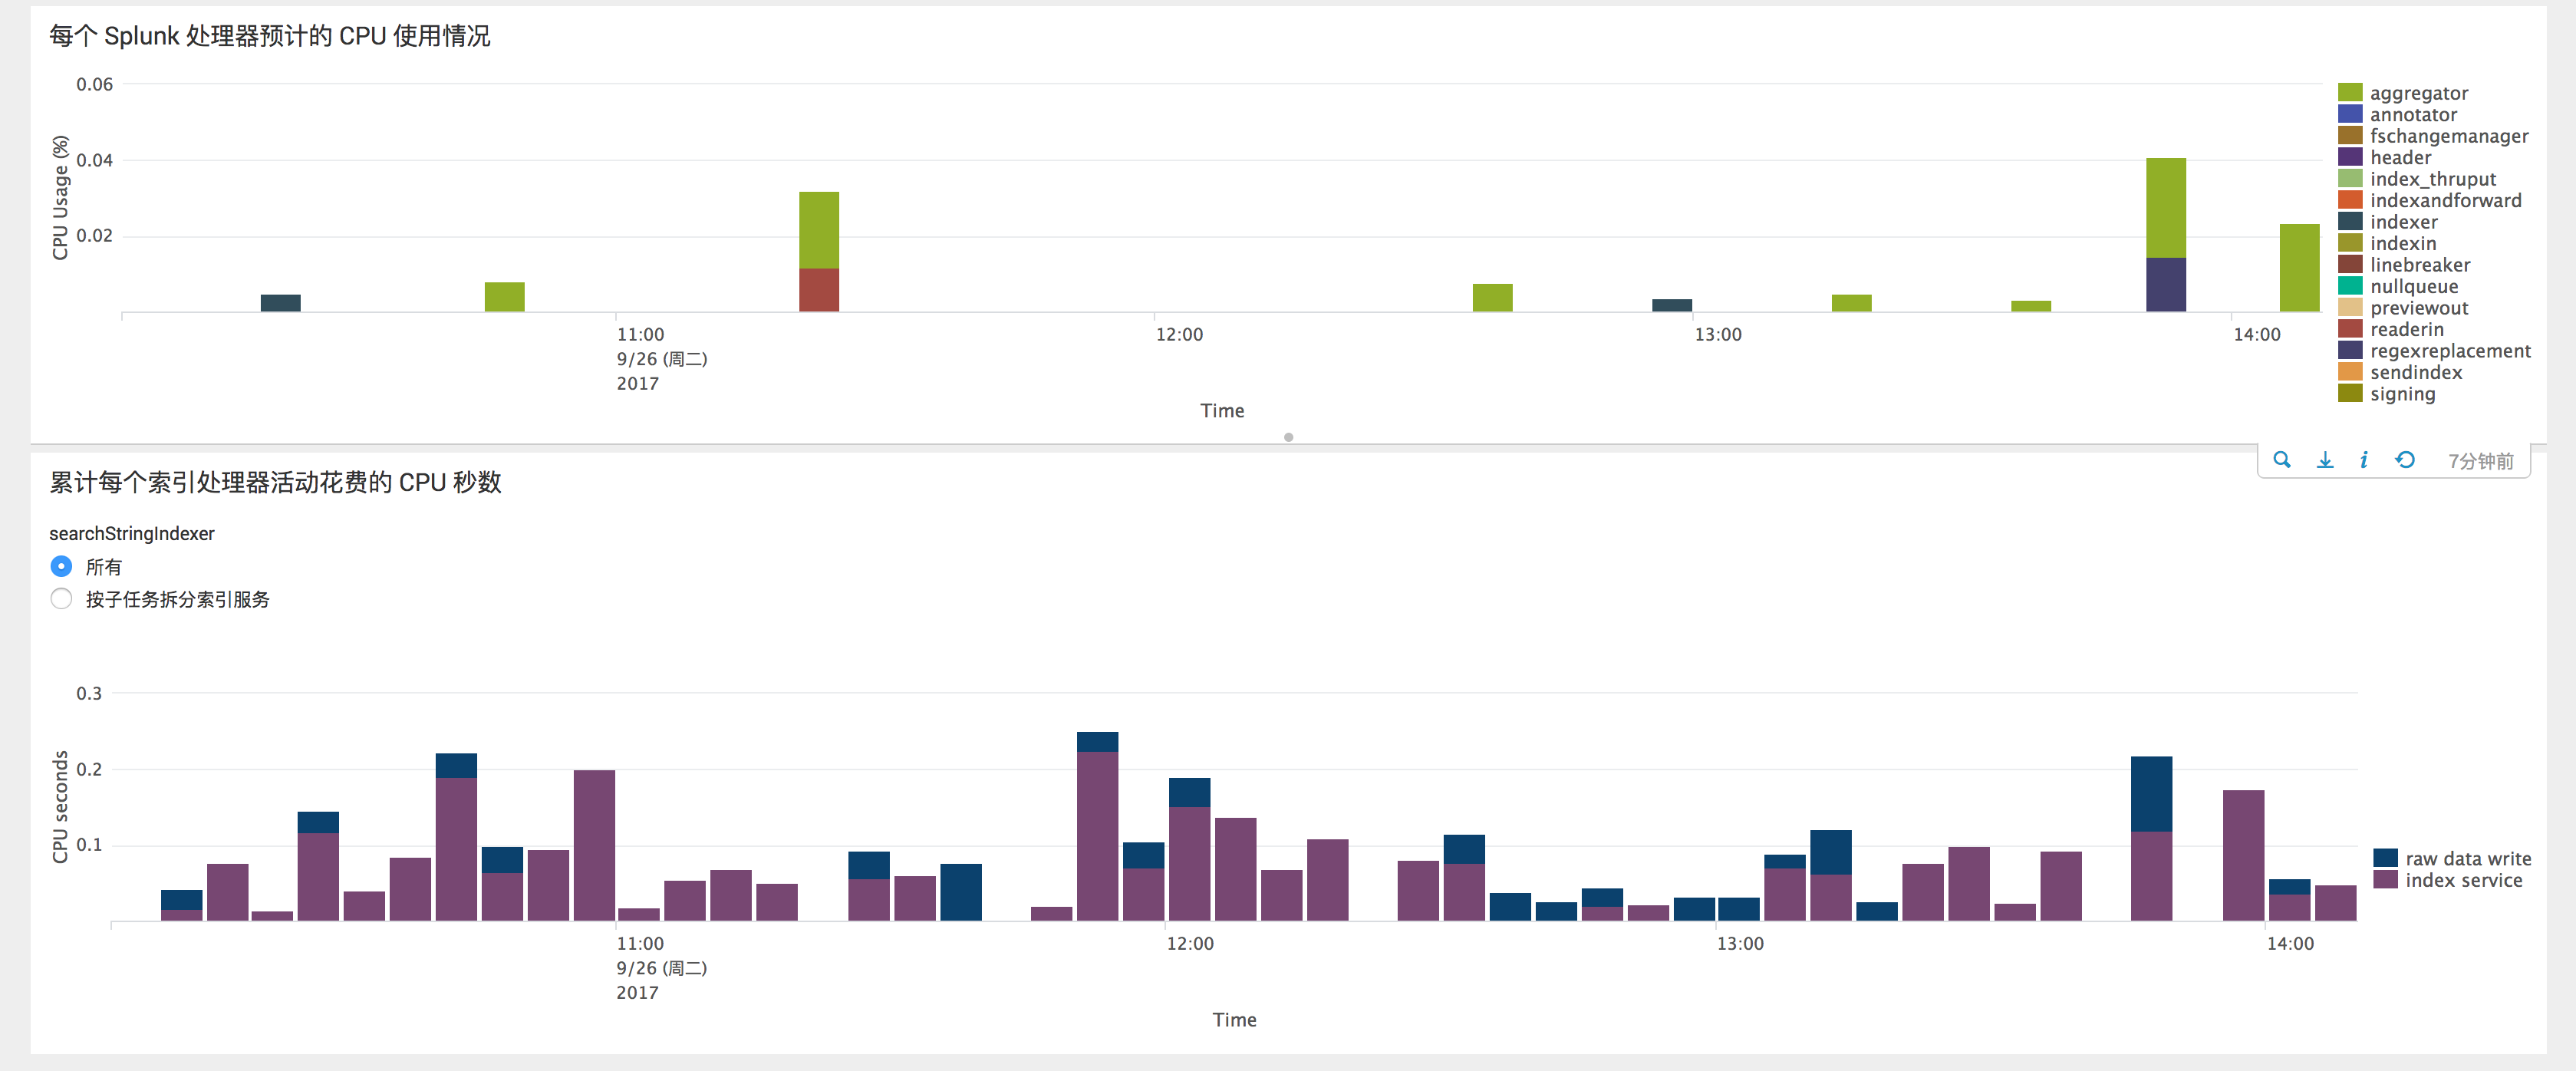 每个 Splunk 处理器预计的 CPU 使用情况
0.06
0.04
0.02
CPU Usage (%)
11:00
9/26 (周二)
2017
12:00
13:00
14:00
Time
aggregator
annotator
fschangemanager
header
index_thruput
indexandforward
indexer
indexin
linebreaker
nullqueue
previewout
readerin
regexreplacement
sendindex
signing
7分钟前
累计每个索引处理器活动花费的 CPU 秒数
searchStringIndexer
所有
按子任务拆分索引服务
0.3
0.2
0.1
CPU seconds
11:00
9/26 (周二)
2017
12:00
13:00
14:00
Time
raw data write
index service